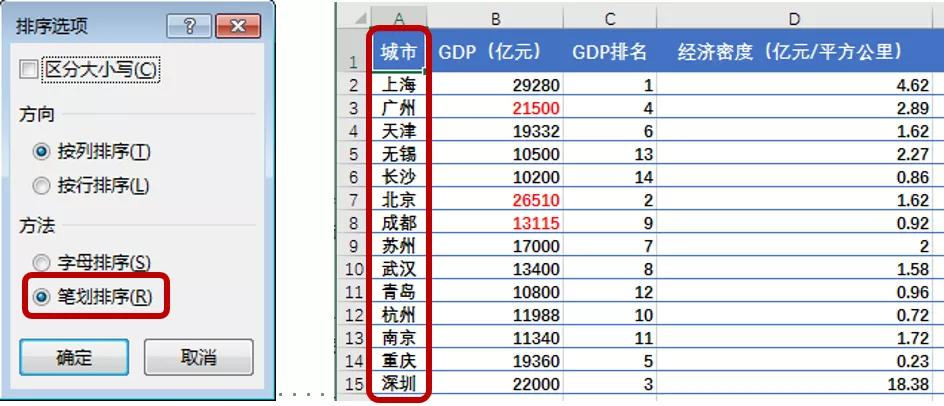 排序选项
区分大小写(C)
方向
按列排序(T)
按行排序(L)
方法
字母排序(S)
笔划排序(R)
确定 取消
A B C D
1 城市 GDP（亿元） GDP排名 经济密度（亿元/平方公里）
2 上海 29280 1 4.62
3 广州 21500 4 2.89
4 天津 19332 6 1.62
5 无锡 10500 13 2.27
6 长沙 10200 14 0.86
7 北京 26510 2 1.62
8 成都 13115 9 0.92
9 苏州 17000 7 2
10 武汉 13400 8 1.58
11 青岛 10800 12 0.96
12 杭州 11988 10 0.72
13 南京 11340 11 1.72
14 重庆 19360 5 0.23
15 深圳 22000 3 18.38